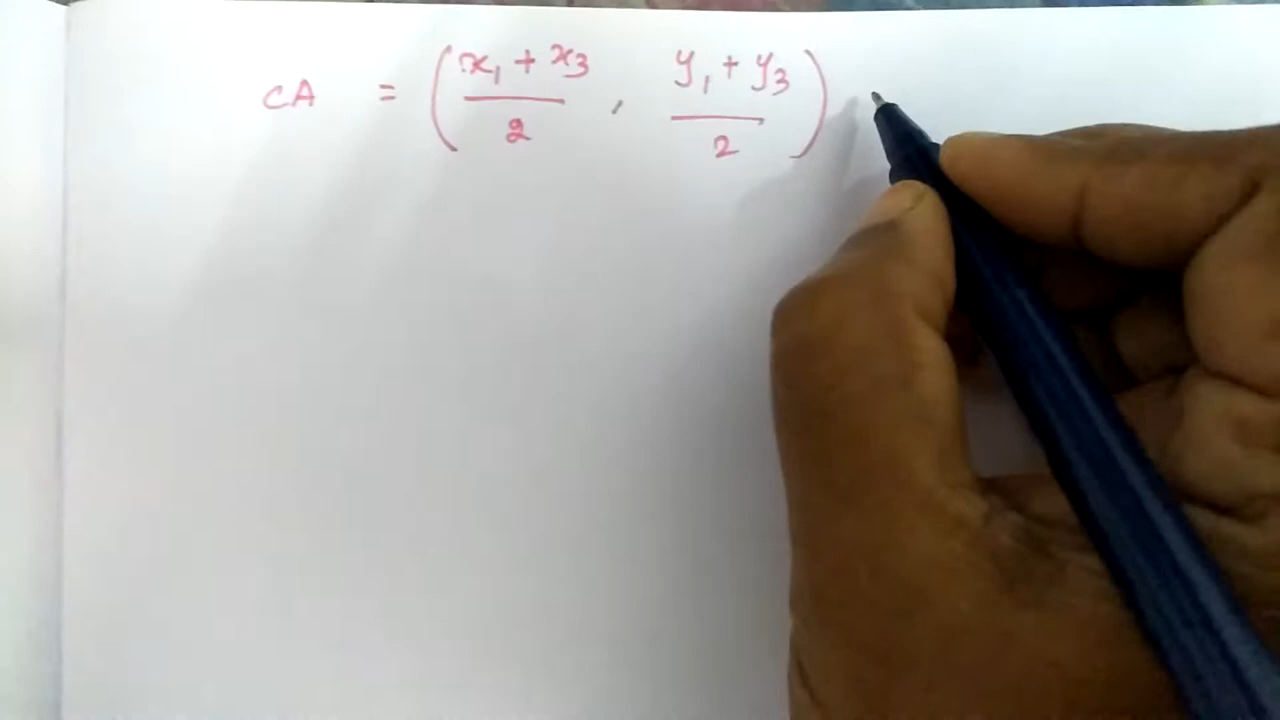 CA = ( x₁ + x₃ / 2 , y₁ + y₃ / 2 )